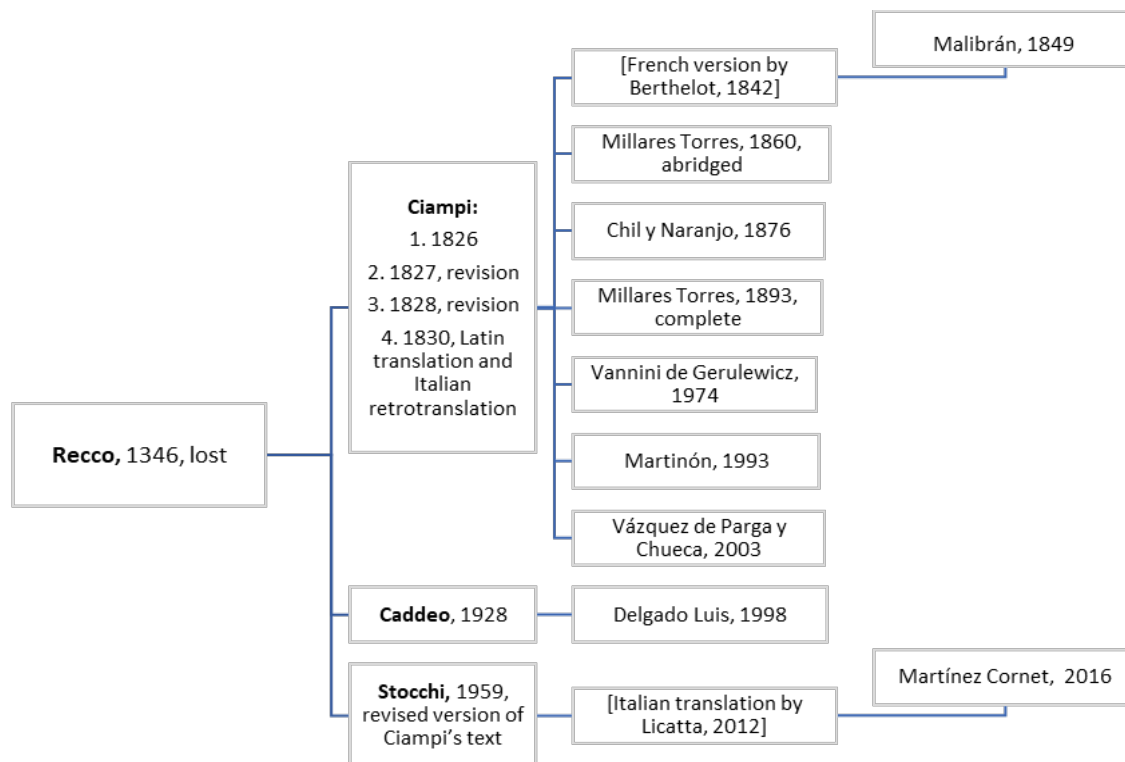 Malibrán, 1849
[French version by
Berthelot, 1842]
Millares Torres, 1860,
abridged
Ciampi:
1. 1826
2. 1827, revision
3. 1828, revision
4. 1830, Latin
translation and
Italian
retrotranslation
Chil y Naranjo, 1876
Millares Torres, 1893,
complete
Vannini de Gerulewicz,
1974
Recco, 1346, lost
Martinón, 1993
Vázquez de Parga y
Chueca, 2003
Caddeo, 1928
Delgado Luis, 1998
Stocchi, 1959,
revised version of
Ciampi's text
[Italian translation by
Licatta, 2012]
Martínez Cornet, 2016